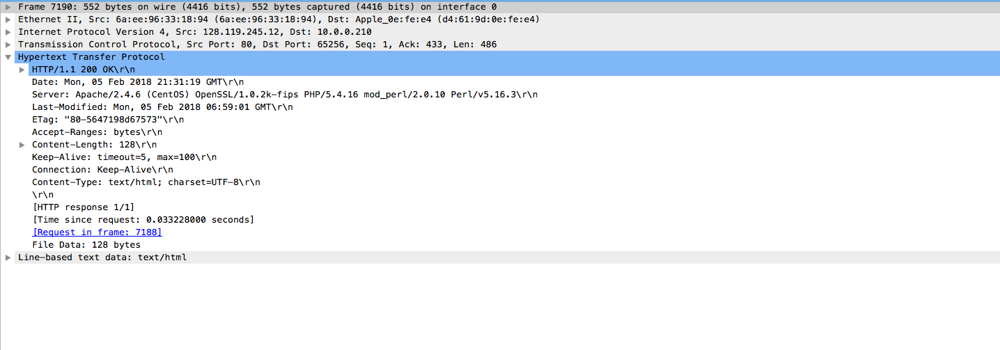 Frame 7190: 552 bytes on wire (4416 bits), 552 bytes captured (4416 bits) on interface 0
Ethernet II, Src: 6a:ee:96:33:18:94 (6a:ee:96:33:18:94), Dst: Apple_0e:fe:e4 (d4:61:9d:0e:fe:e4)
Internet Protocol Version 4, Src: 128.119.245.12, Dst: 10.0.0.210
Transmission Control Protocol, Src Port: 80, Dst Port: 65256, Seq: 1, Ack: 433, Len: 486
Hypertext Transfer Protocol
HTTP/1.1 200 OK\r\n
Date: Mon, 05 Feb 2018 21:31:19 GMT\r\n
Server: Apache/2.4.6 (CentOS) OpenSSL/1.0.2k-fips PHP/5.4.16 mod_perl/2.0.10 Perl/v5.16.3\r\n
Last-Modified: Mon, 05 Feb 2018 06:59:01 GMT\r\n
ETag: "80-5647198d67573"\r\n
Accept-Ranges: bytes\r\n
Content-Length: 128\r\n
Keep-Alive: timeout=5, max=100\r\n
Connection: Keep-Alive\r\n
Content-Type: text/html; charset=UTF-8\r\n
\r\n
[HTTP response 1/1]
[Time since request: 0.033228000 seconds]
[Request in frame: 7188]
File Data: 128 bytes
Line-based text data: text/html